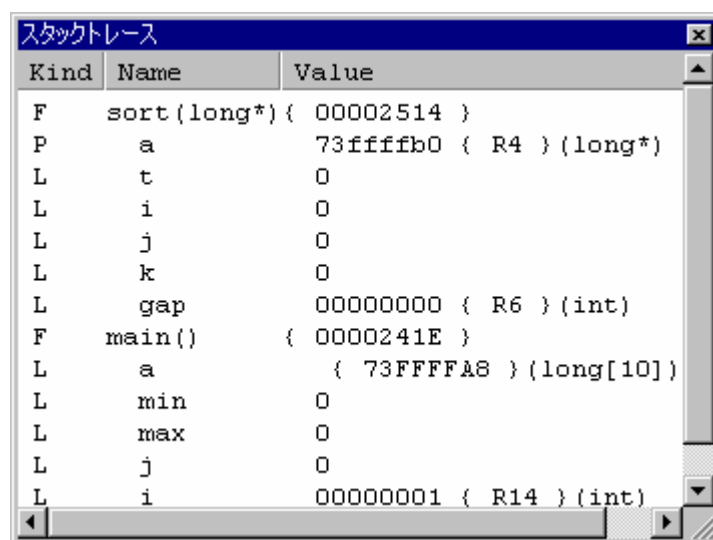 スタックトレース
Kind Name Value
F sort(long*){ 00002514 }
P a 73ffffb0 { R4 }(long*)
L t 0
L i 0
L j 0
L k 0
L gap 00000000 { R6 }(int)
F main() { 0000241E }
L a { 73FFFFA8 }(long[10])
L min 0
L max 0
L j 0
L i 00000001 { R14 }(int)